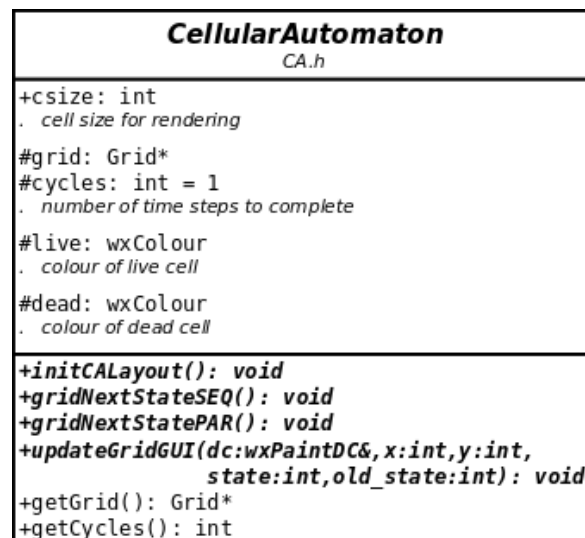 CellularAutomaton
CA.h
+csize: int
. cell size for rendering
#grid: Grid*
#cycles: int = 1
. number of time steps to complete
#live: wxColour
. colour of live cell
#dead: wxColour
. colour of dead cell
+initCALayout(): void
+gridNextStateSEQ(): void
+gridNextStatePAR(): void
+updateGridGUI(dc:wxPaintDC&,x:int,y:int,
state:int,old_state:int): void
+getGrid(): Grid*
+getCycles(): int